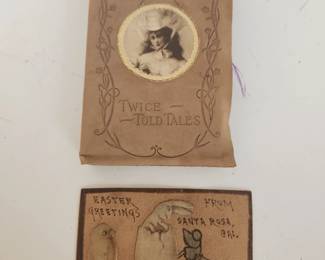 TWICE —
— TOLD TALES
EASTER FROM
GREETINGS SANTA ROSA,
CAL.